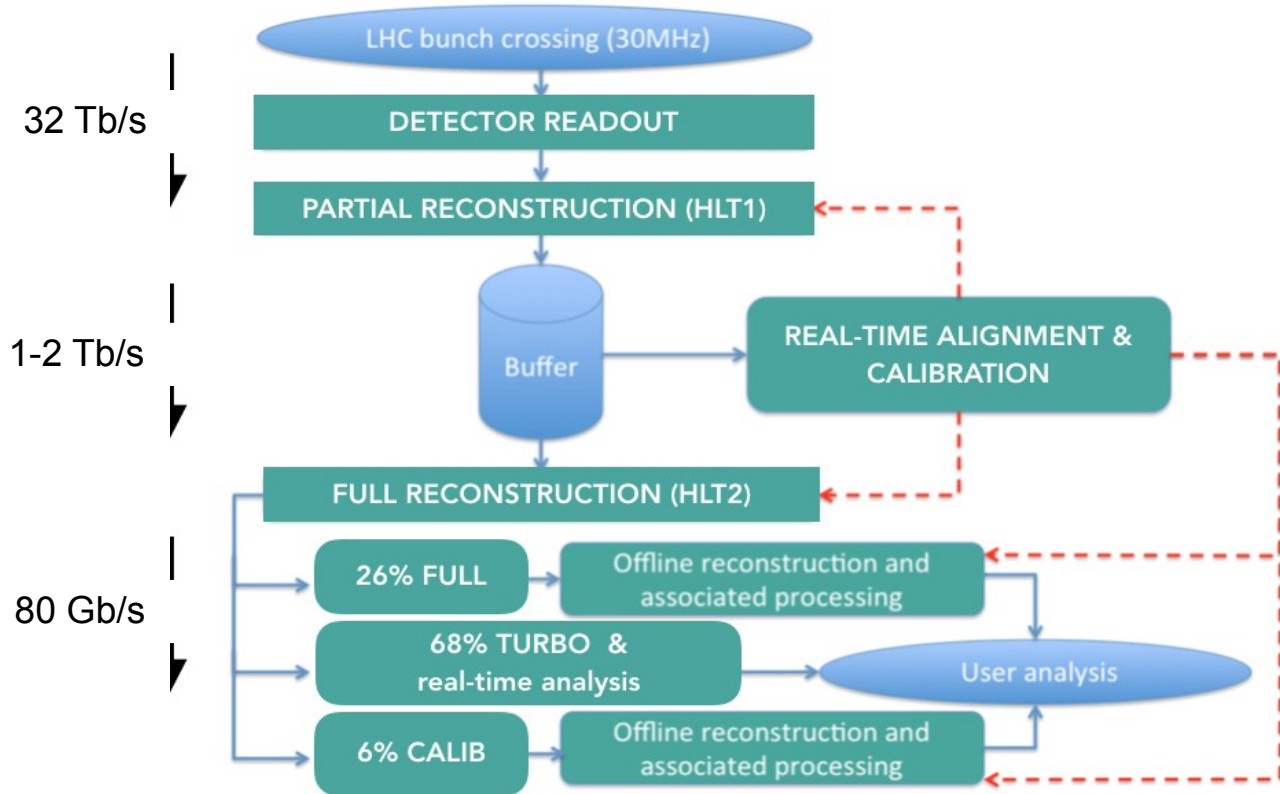 LHC bunch crossing (30MHz)
32 Tb/s
DETECTOR READOUT
PARTIAL RECONSTRUCTION (HLT1)
1-2 Tb/s
Buffer
REAL-TIME ALIGNMENT &
CALIBRATION
FULL RECONSTRUCTION (HLT2)
80 Gb/s
26% FULL
Offline reconstruction and
associated processing
68% TURBO &
real-time analysis
User analysis
6% CALIB
Offline reconstruction and
associated processing